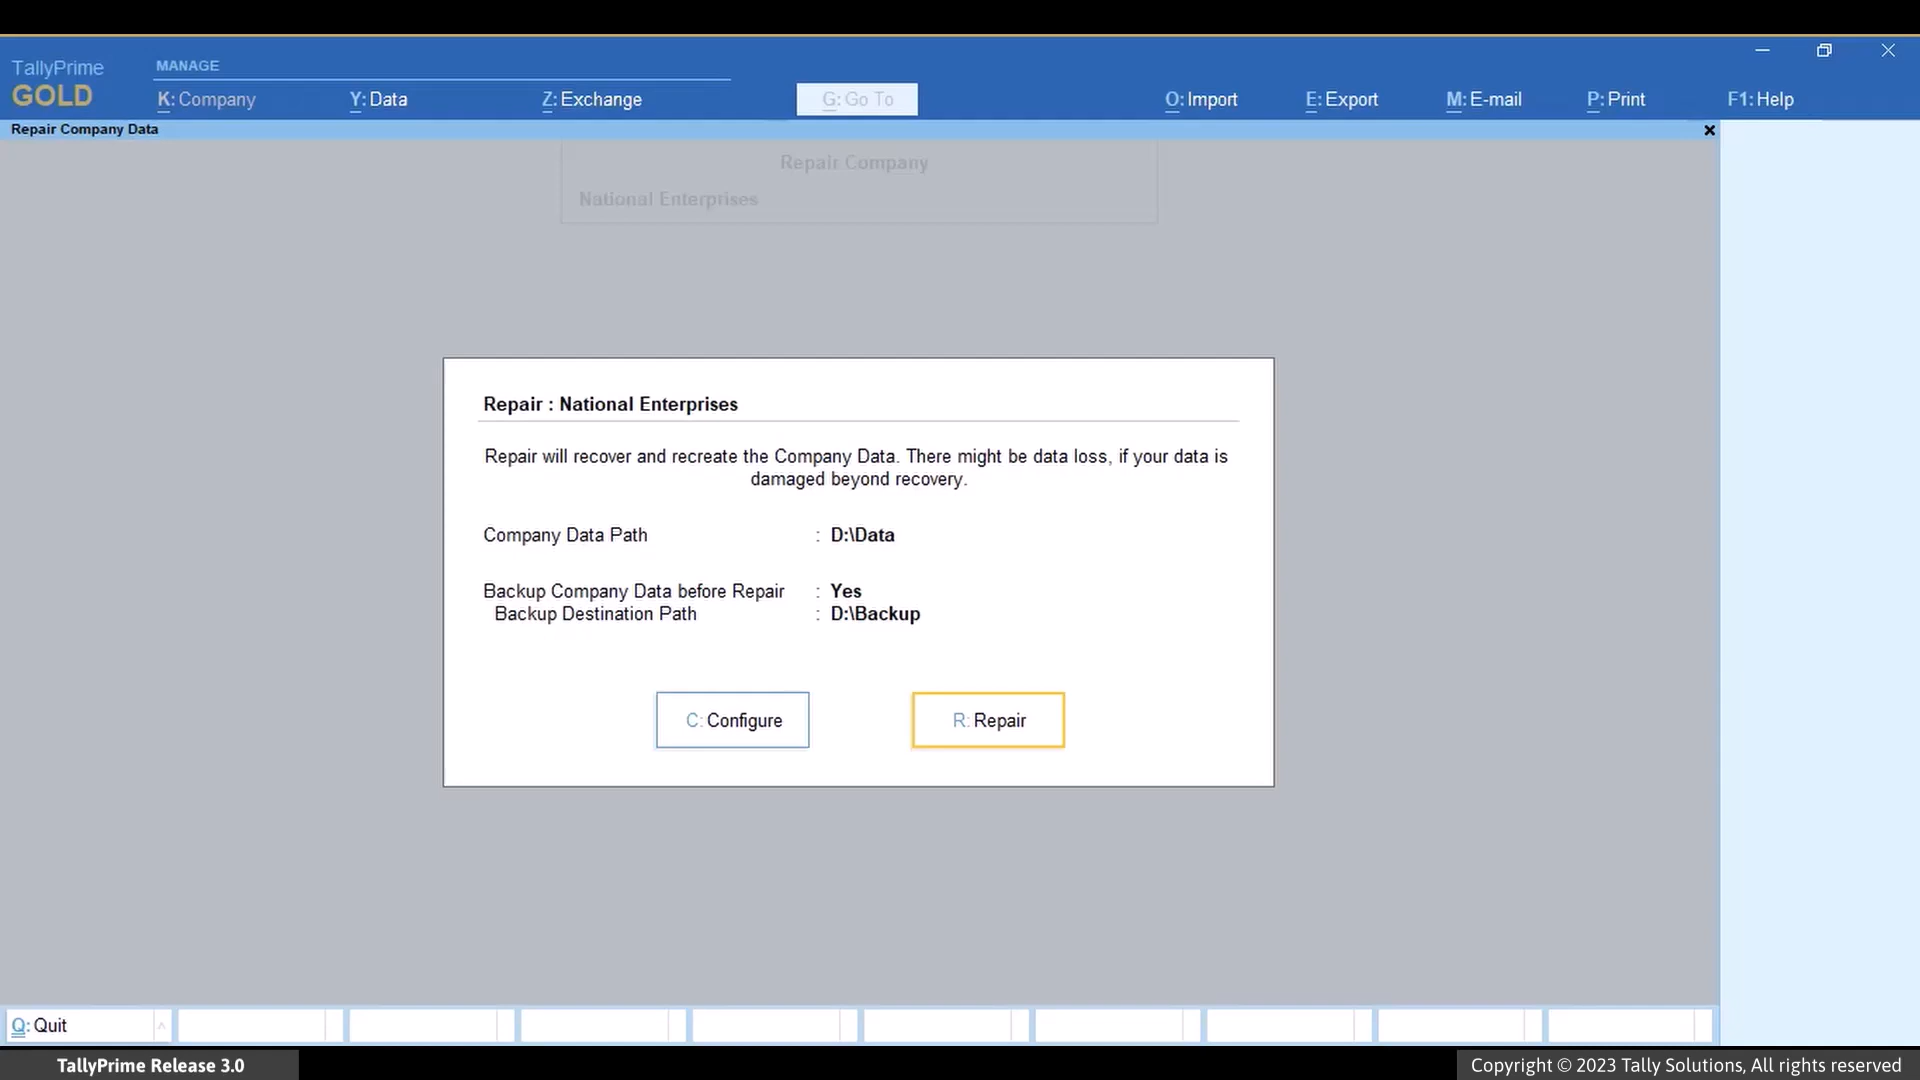 TallyPrime
GOLD
MANAGE
K: Company
Y: Data
Z: Exchange
G: Go To
O: Import
E: Export
M: E-mail
P: Print
F1: Help
Repair Company Data
Repair Company
National Enterprises
Repair : National Enterprises
Repair will recover and recreate the Company Data. There might be data loss, if your data is
damaged beyond recovery.
Company Data Path : D:\Data
Backup Company Data before Repair : Yes
Backup Destination Path : D:\Backup
C: Configure
R: Repair
Q: Quit
TallyPrime Release 3.0
Copyright © 2023 Tally Solutions, All rights reserved